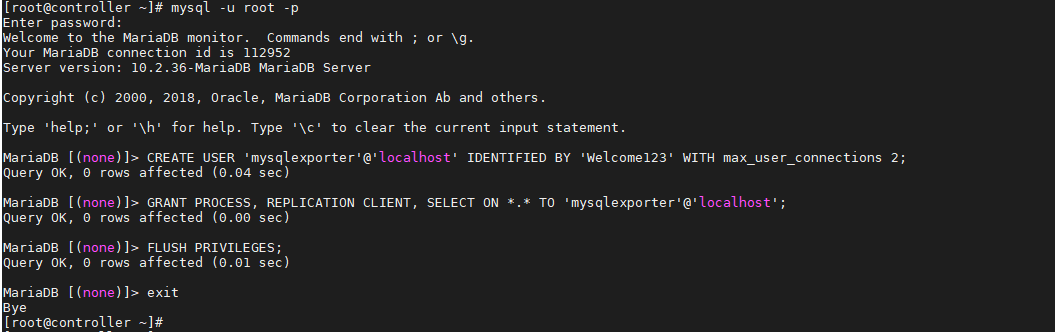 [root@controller ~]# mysql -u root -p
Enter password:
Welcome to the MariaDB monitor.  Commands end with ; or \g.
Your MariaDB connection id is 112952
Server version: 10.2.36-MariaDB MariaDB Server
Copyright (c) 2000, 2018, Oracle, MariaDB Corporation Ab and others.
Type 'help;' or '\h' for help. Type '\c' to clear the current input statement.
MariaDB [(none)]> CREATE USER 'mysqlexporter'@'localhost' IDENTIFIED BY 'Welcome123' WITH max_user_connections 2;
Query OK, 0 rows affected (0.04 sec)
MariaDB [(none)]> GRANT PROCESS, REPLICATION CLIENT, SELECT ON *.* TO 'mysqlexporter'@'localhost';
Query OK, 0 rows affected (0.00 sec)
MariaDB [(none)]> FLUSH PRIVILEGES;
Query OK, 0 rows affected (0.01 sec)
MariaDB [(none)]> exit
Bye
[root@controller ~]#